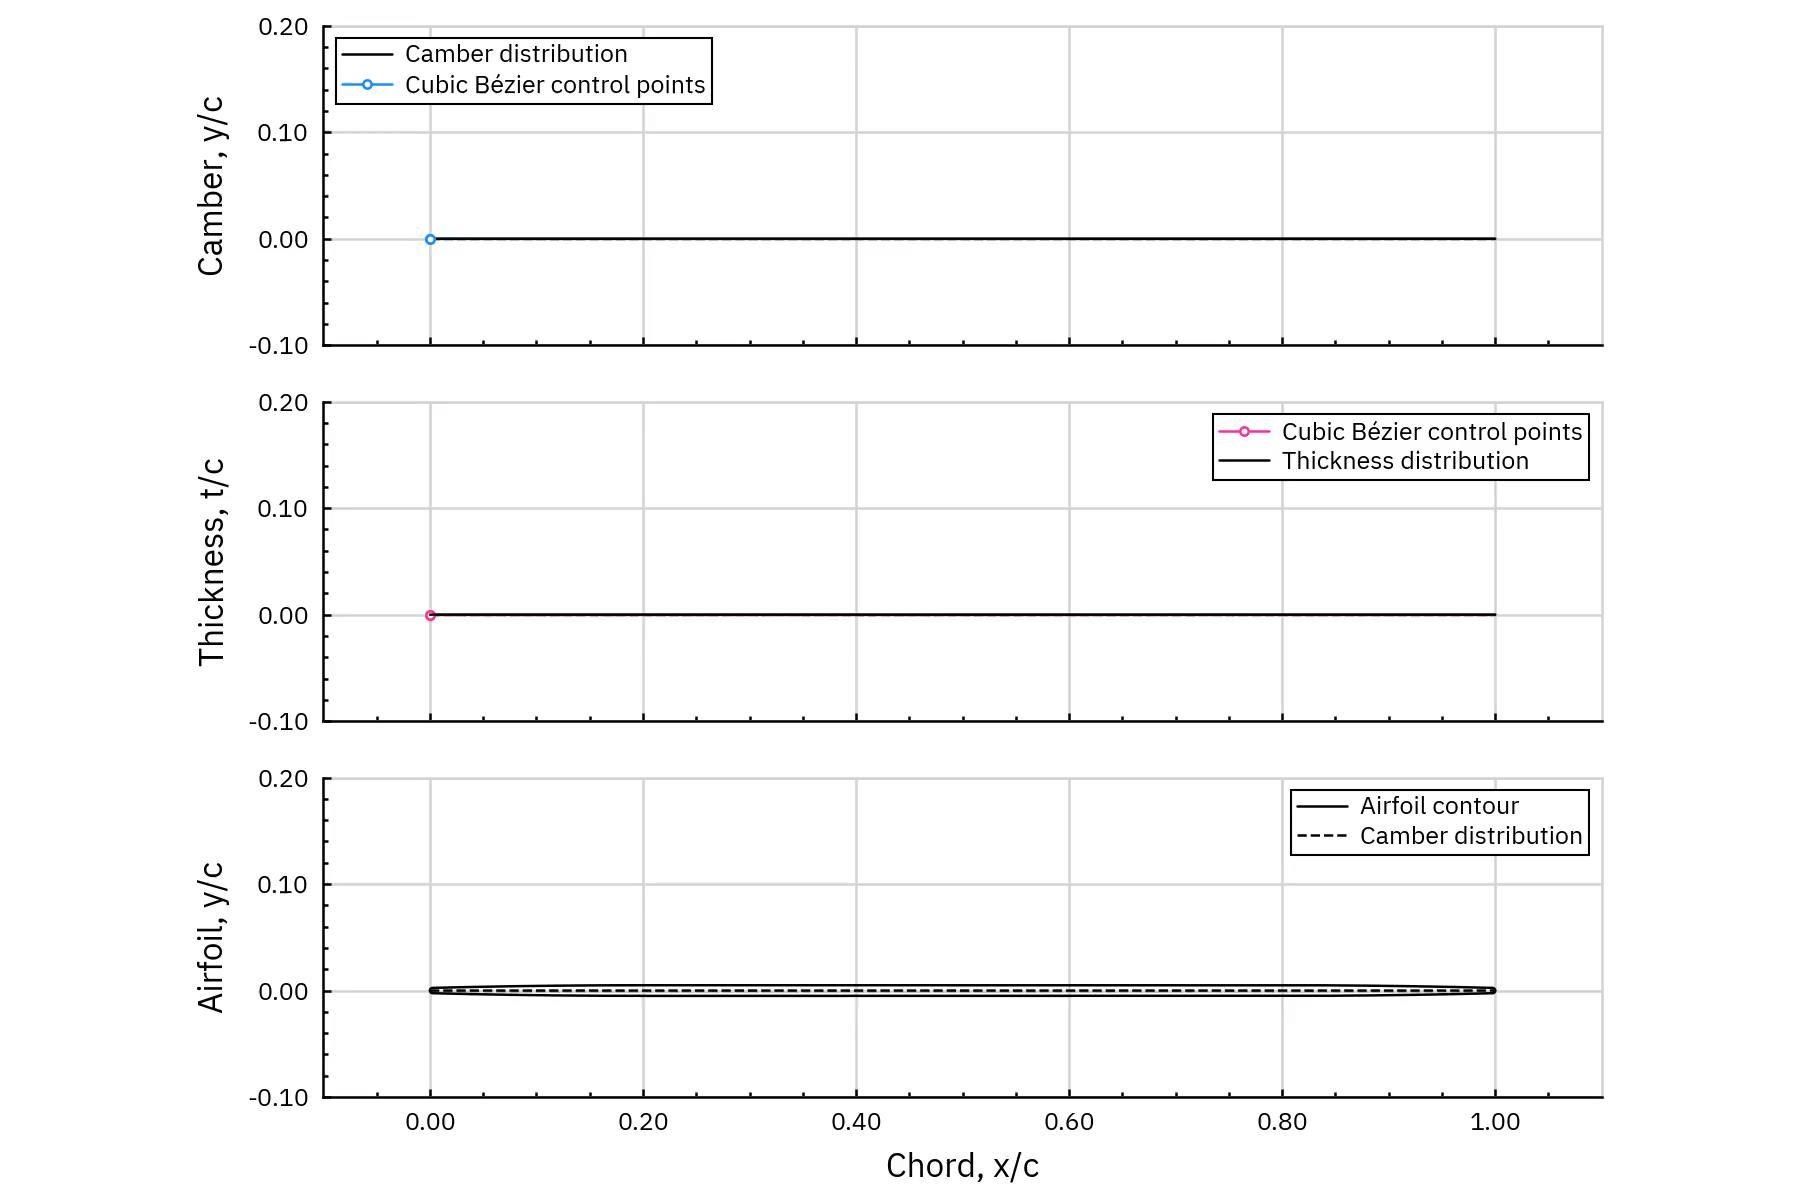 0.20
Camber distribution
Cubic Bézier control points
0.10
0.00
-0.10
Camber, y/c
0.20
Cubic Bézier control points
Thickness distribution
0.10
0.00
-0.10
Thickness, t/c
0.20
Airfoil contour
Camber distribution
0.10
0.00
-0.10
Airfoil, y/c
0.00 0.20 0.40 0.60 0.80 1.00
Chord, x/c